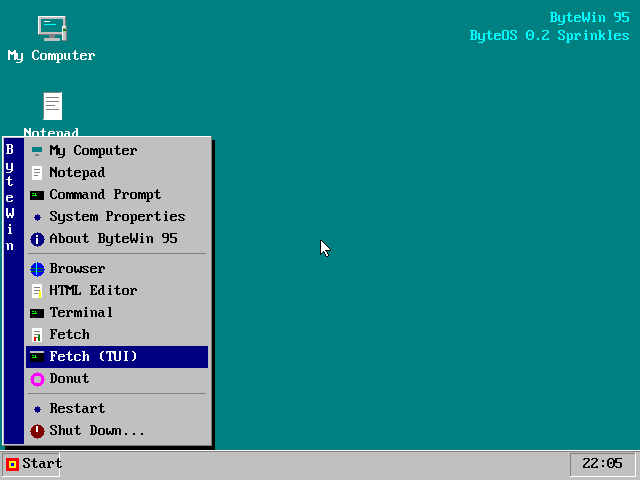 ByteWin 95
ByteOS 0.2 Sprinkles
My Computer
Notepad
ByteWin
My Computer
Notepad
Command Prompt
System Properties
About ByteWin 95
Browser
HTML Editor
Terminal
Fetch
Fetch (TUI)
Donut
Restart
Shut Down...
Start
22:05